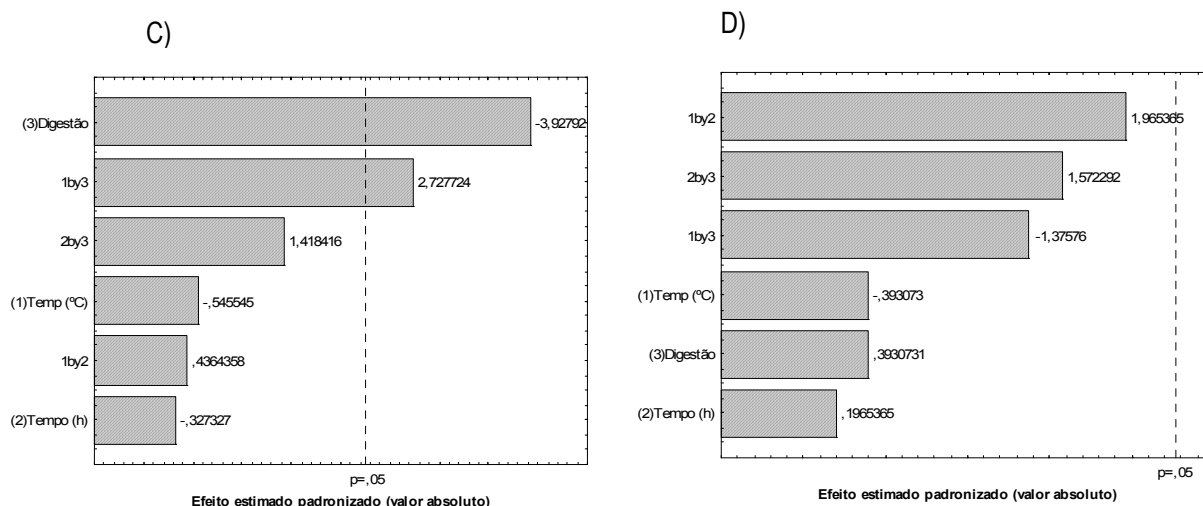 C)
(3)Digestão
-3,92792
1by3
2,727724
2by3
1,418416
(1)Temp (ºC)
-,545545
1by2
,4364358
(2)Tempo (h)
-,327327
p=,05
Efeito estimado padronizado (valor absoluto)
D)
1by2
1,965365
2by3
1,572292
1by3
-1,37576
(1)Temp (ºC)
-,393073
(3)Digestão
,3930731
(2)Tempo (h)
,1965365
p=,05
Efeito estimado padronizado (valor absoluto)